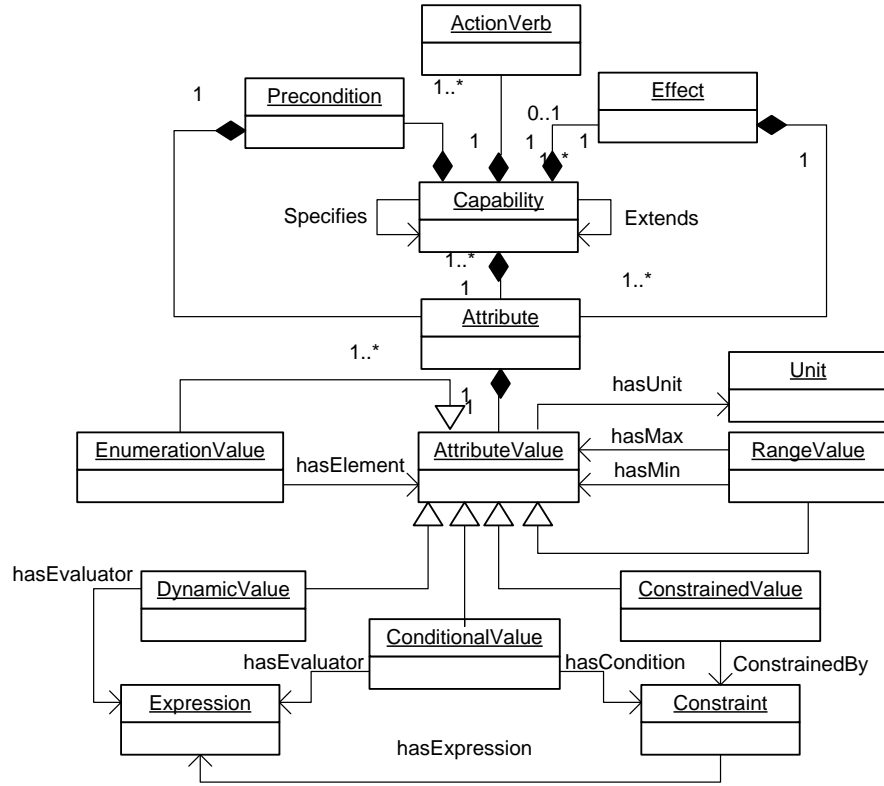 ActionVerb
1
Precondition
1..*
Effect
0..1
1
1
1
1..*
1
Capability
Specifies
Extends
1..*
1
1..*
Attribute
1..*
Unit
hasUnit
1
1
EnumerationValue
AttributeValue
hasMax
RangeValue
hasElement
hasMin
hasEvaluator
DynamicValue
ConstrainedValue
ConditionalValue
hasEvaluator
hasCondition
ConstrainedBy
Expression
Constraint
hasExpression